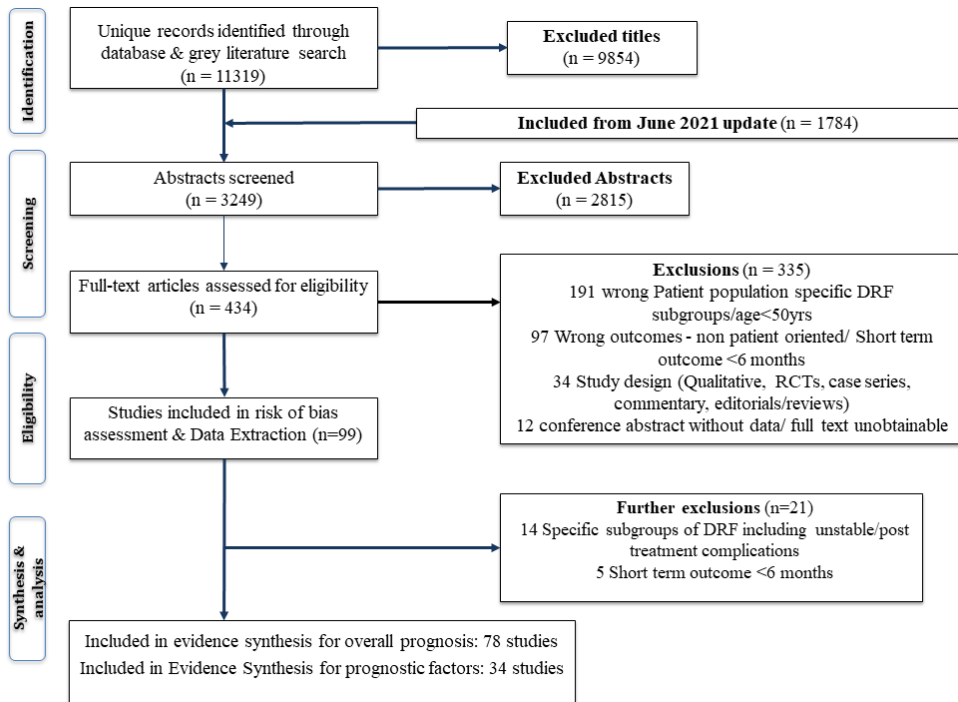 Identification
Unique records identified through
database & grey literature search
(n = 11319)
Excluded titles
(n = 9854)
Included from June 2021 update (n = 1784)
Screening
Abstracts screened
(n = 3249)
Excluded Abstracts
(n = 2815)
Full-text articles assessed for eligibility
(n = 434)
Exclusions (n = 335)
191 wrong Patient population specific DRF
subgroups/age<50yrs
97 Wrong outcomes - non patient oriented/ Short term
outcome <6 months
34 Study design (Qualitative, RCTs, case series,
commentary, editorials/reviews)
12 conference abstract without data/ full text unobtainable
Eligibility
Studies included in risk of bias
assessment & Data Extraction (n=99)
Further exclusions (n=21)
14 Specific subgroups of DRF including unstable/post
treatment complications
5 Short term outcome <6 months
Synthesis &
analysis
Included in evidence synthesis for overall prognosis: 78 studies
Included in Evidence Synthesis for prognostic factors: 34 studies